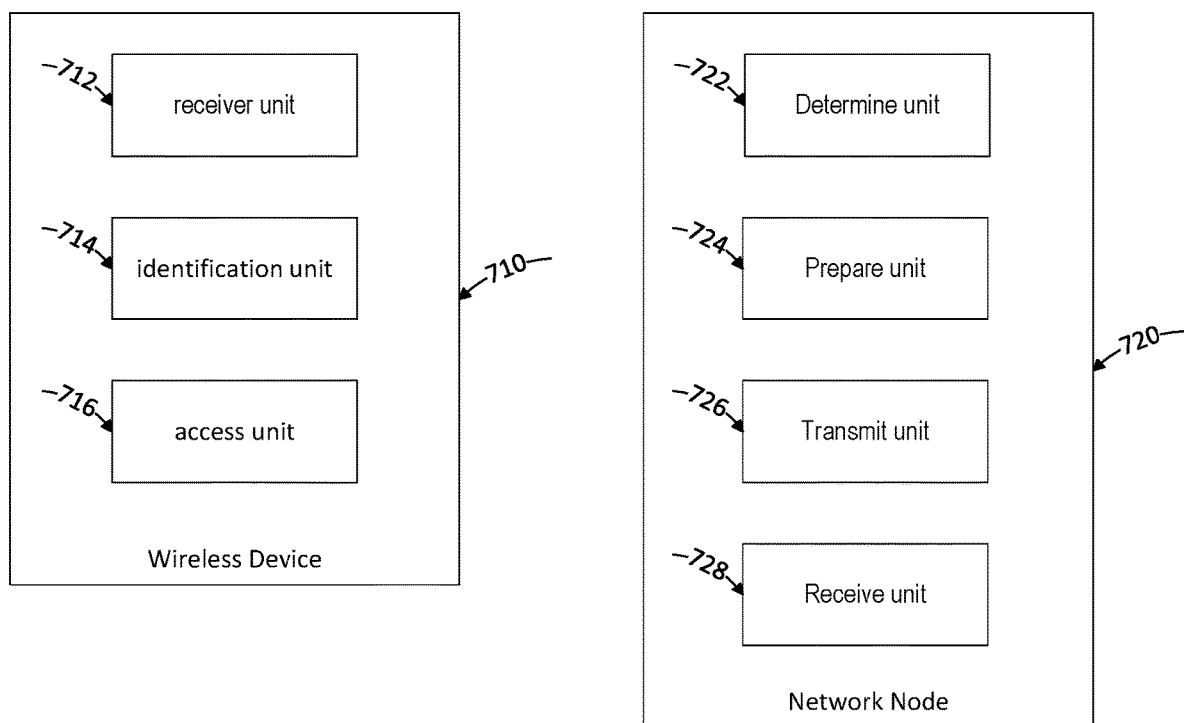 712
receiver unit
714
identification unit
710
716
access unit
Wireless Device
722
Determine unit
724
Prepare unit
720
726
Transmit unit
728
Receive unit
Network Node